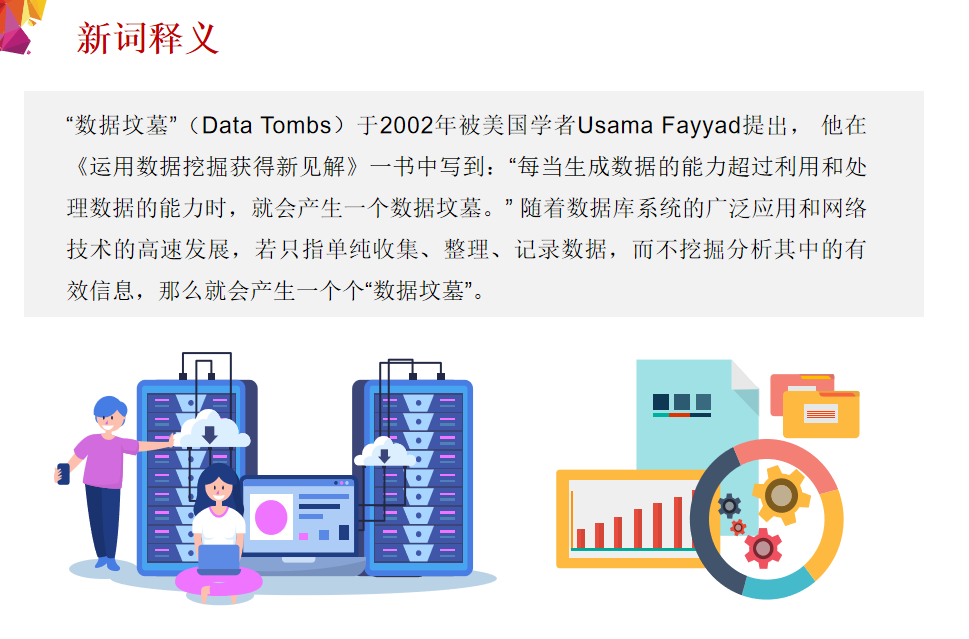 新词释义
“数据坟墓”（Data Tombs）于2002年被美国学者Usama Fayyad提出， 他在
《运用数据挖掘获得新见解》一书中写到：“每当生成数据的能力超过利用和处
理数据的能力时，就会产生一个数据坟墓。” 随着数据库系统的广泛应用和网络
技术的高速发展，若只指单纯收集、整理、记录数据，而不挖掘分析其中的有
效信息，那么就会产生一个个“数据坟墓”。